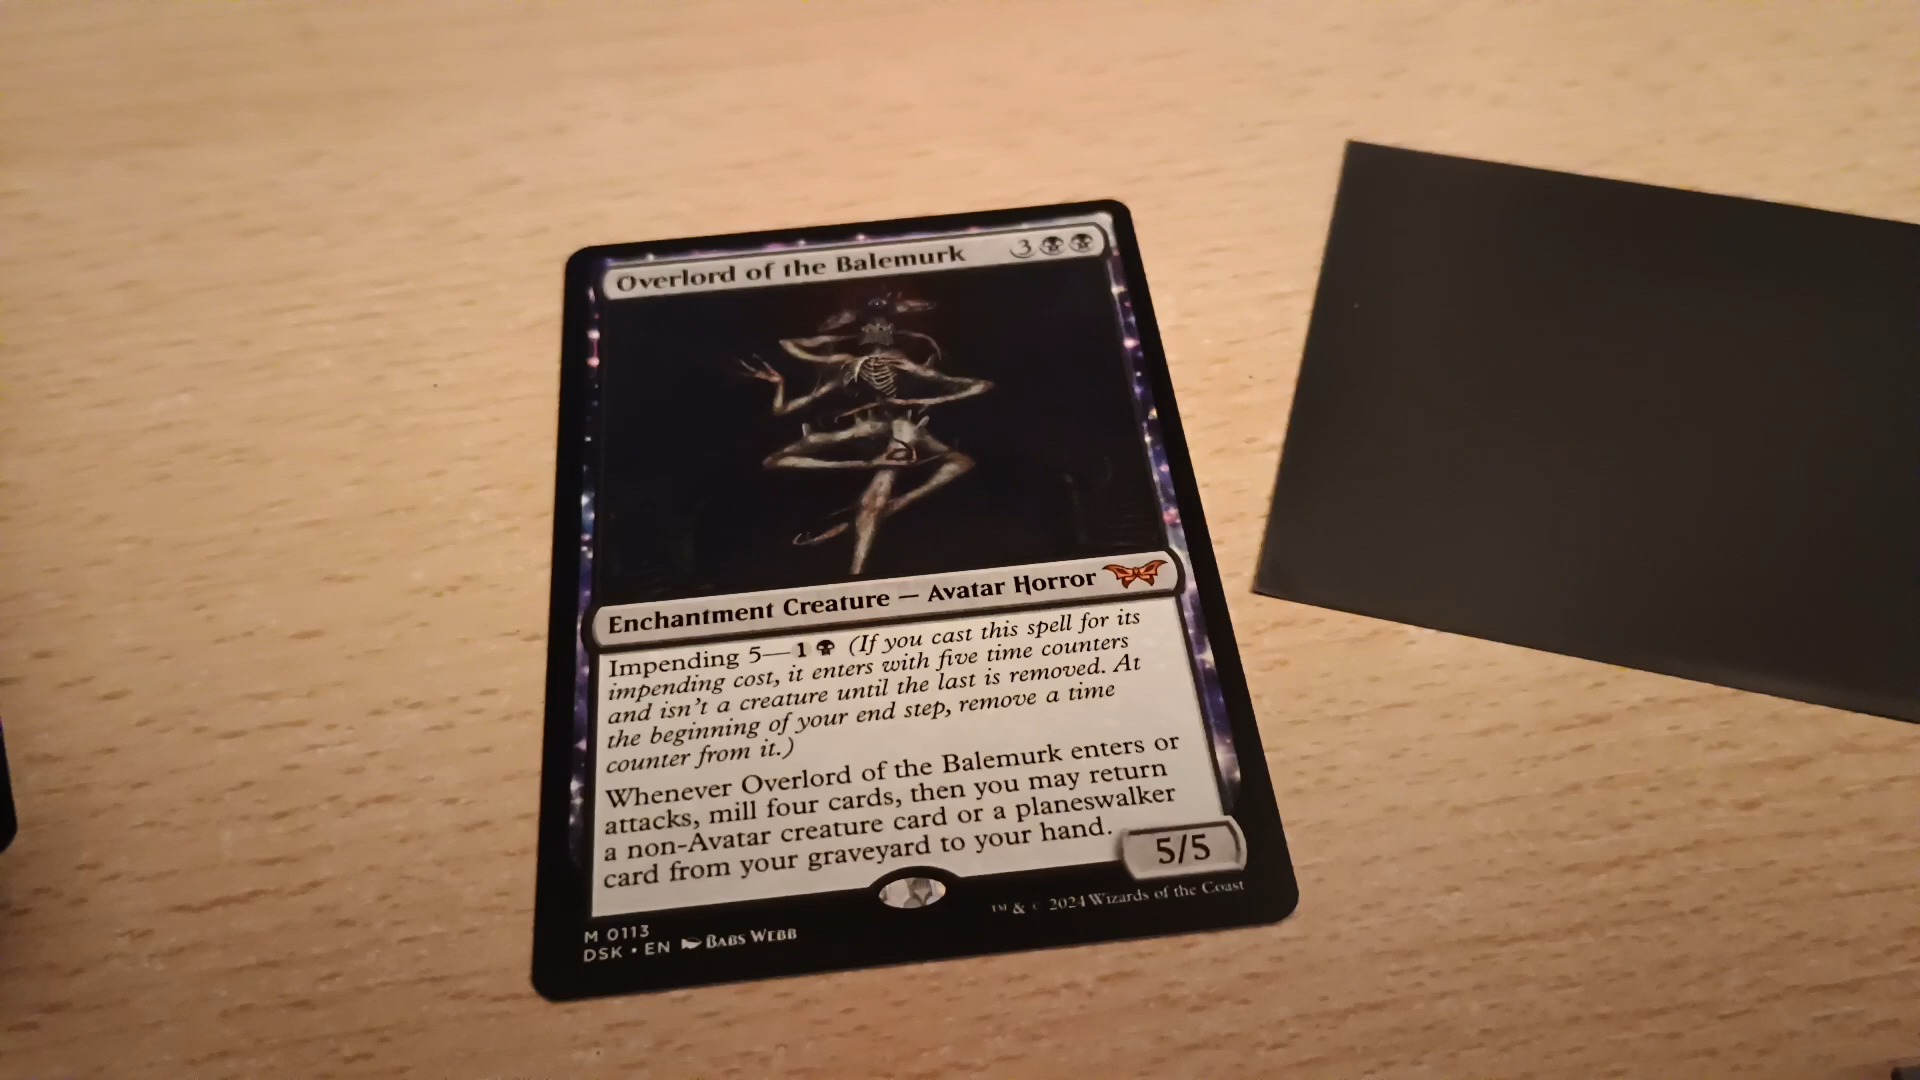 Overlord of the Balemurk 3
Enchantment Creature — Avatar Horror
Impending 5—1 (If you cast this spell for its
impending cost, it enters with five time counters
and isn't a creature until the last is removed. At
the beginning of your end step, remove a time
counter from it.)
Whenever Overlord of the Balemurk enters or
attacks, mill four cards, then you may return
a non-Avatar creature card or a planeswalker
card from your graveyard to your hand.
5/5
M 0113
DSK • EN Babs Webb
™ & © 2024 Wizards of the Coast